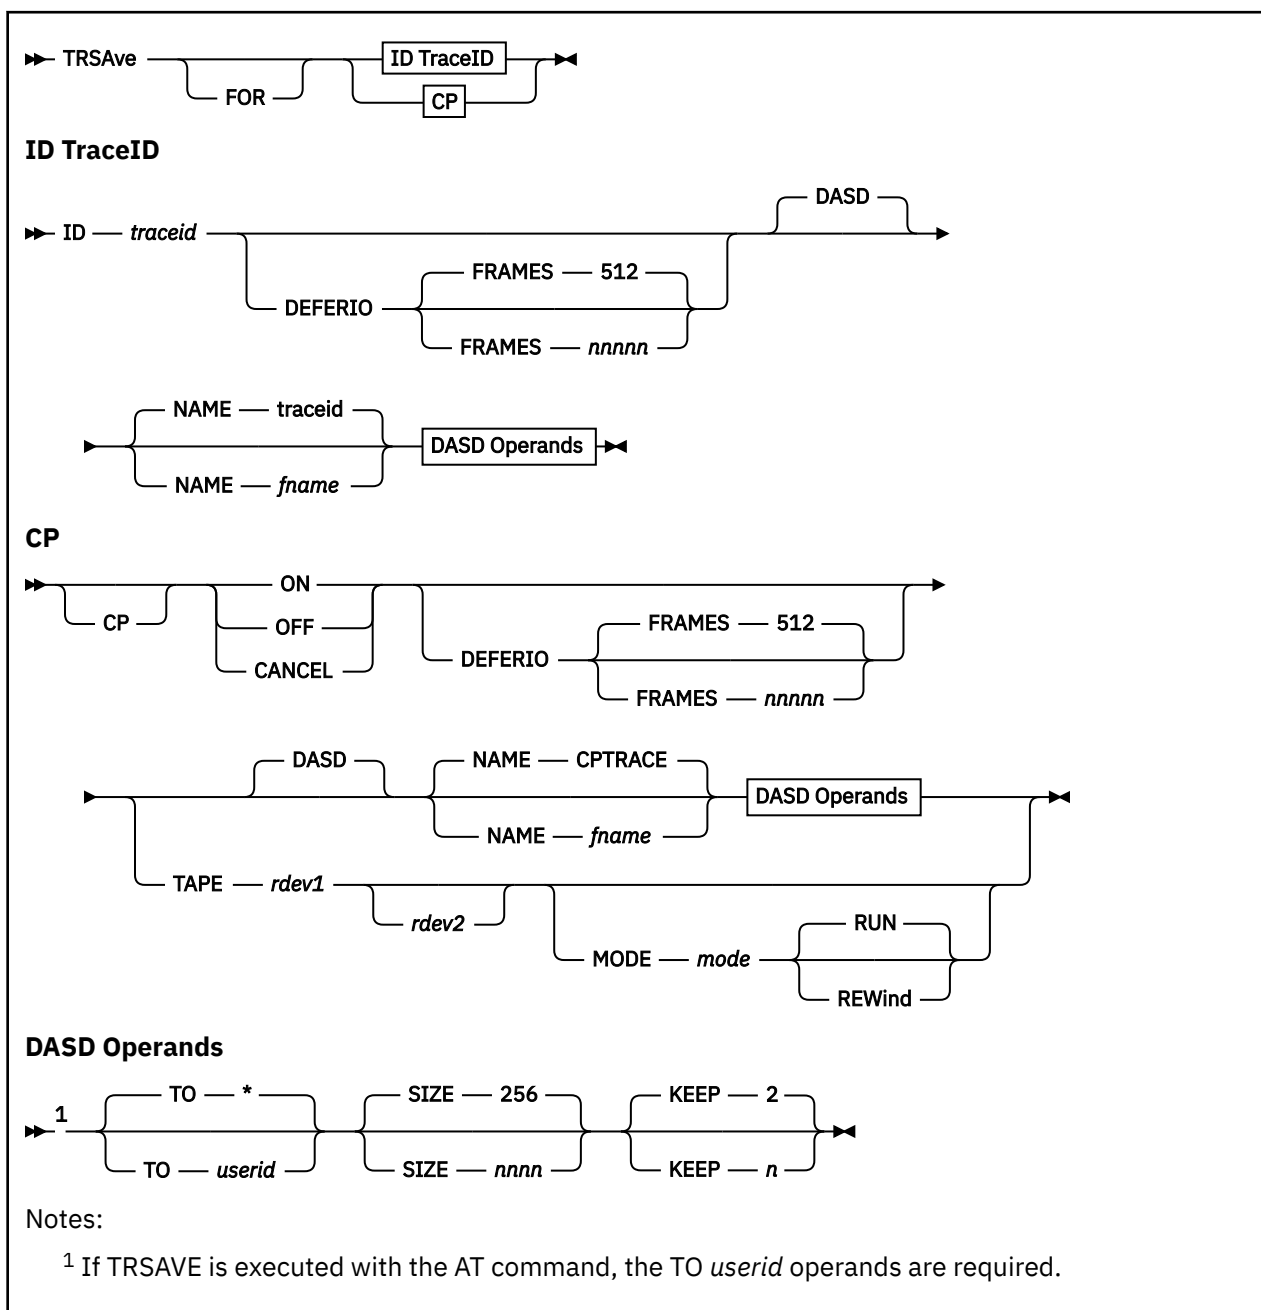 TRSAve FOR ID TraceID
CP
ID TraceID
DASD
ID traceid
FRAMES 512
DEFERIO
FRAMES nnnnn
NAME traceid
DASD Operands
NAME fname
CP
ON
CP OFF FRAMES 512
CANCEL DEFERIO
FRAMES nnnnn
DASD NAME CPTRACE
DASD Operands
NAME fname
TAPE rdev1
rdev2 RUN
MODE mode
REWind
DASD Operands
TO * SIZE 256 KEEP 2
1
TO userid SIZE nnnn KEEP n
Notes:
1 If TRSAVE is executed with the AT command, the TO userid operands are required.